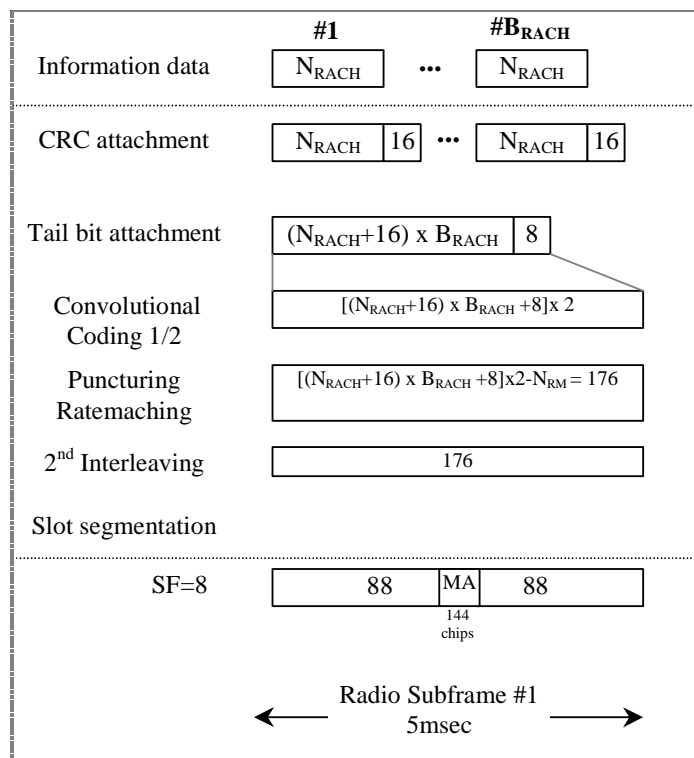 #1 #B_RACH
Information data N_RACH ... N_RACH
CRC attachment N_RACH 16 ... N_RACH 16
Tail bit attachment (N_RACH+16) x B_RACH 8
Convolutional
Coding 1/2
[(N_RACH+16) x B_RACH +8]x 2
Puncturing
Ratemaching
[(N_RACH+16) x B_RACH +8]x2-N_RM = 176
2nd Interleaving 176
Slot segmentation
SF=8 88 MA 88
144
chips
Radio Subframe #1
5msec